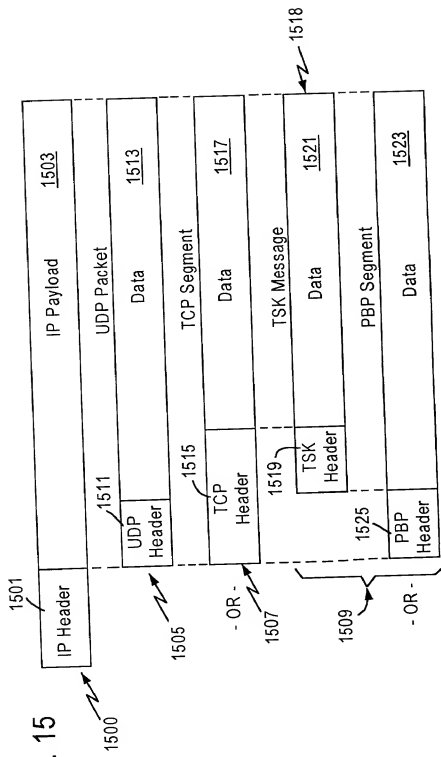 . 15
1501
IP Header
IP Payload
1503
1500
UDP Packet
1511
UDP
Header
Data
1513
1505
TCP Segment
- OR -
1515
TCP
Header
Data
1517
1507
TSK Message
1518
1519
TSK
Header
Data
1521
1509
PBP Segment
- OR -
1525
PBP
Header
Data
1523